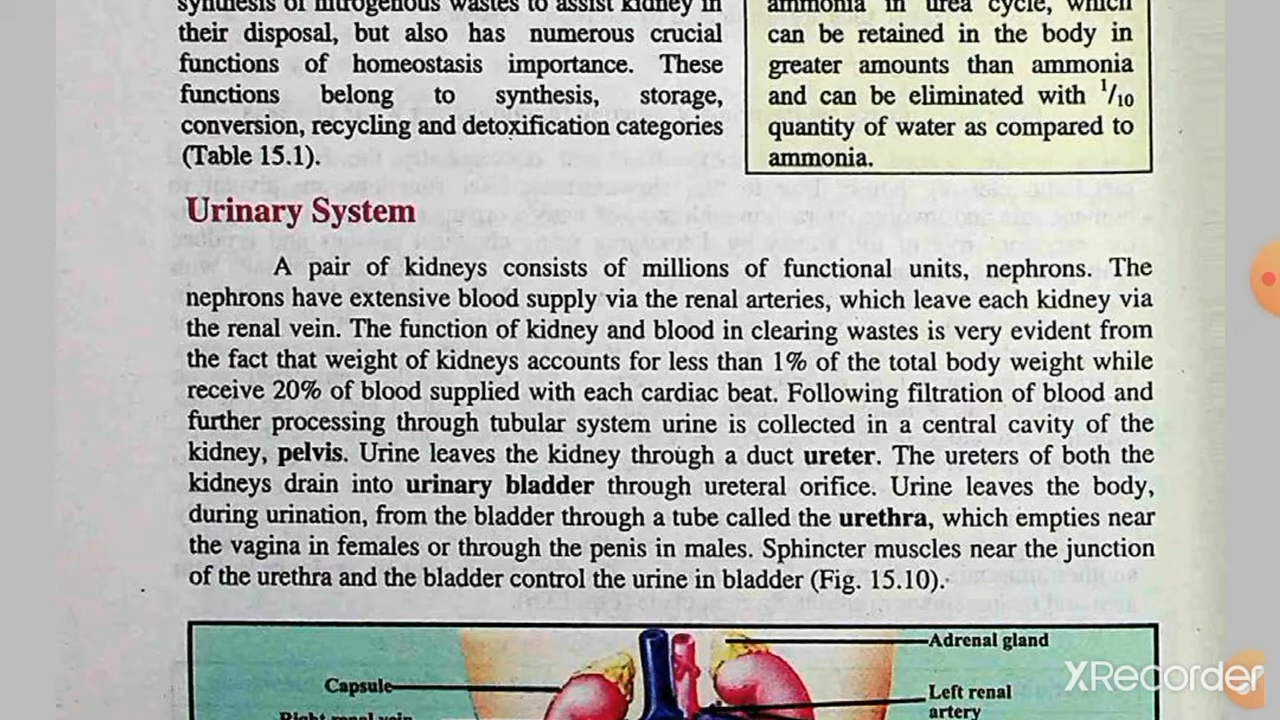 synthesis of nitrogenous wastes to assist kidney in
their disposal, but also has numerous crucial
functions of homeostasis importance. These
functions belong to synthesis, storage,
conversion, recycling and detoxification categories
(Table 15.1).
ammonia in urea cycle, which
can be retained in the body in
greater amounts than ammonia
and can be eliminated with 1/10
quantity of water as compared to
ammonia.
Urinary System
A pair of kidneys consists of millions of functional units, nephrons. The
nephrons have extensive blood supply via the renal arteries, which leave each kidney via
the renal vein. The function of kidney and blood in clearing wastes is very evident from
the fact that weight of kidneys accounts for less than 1% of the total body weight while
receive 20% of blood supplied with each cardiac beat. Following filtration of blood and
further processing through tubular system urine is collected in a central cavity of the
kidney, pelvis. Urine leaves the kidney through a duct ureter. The ureters of both the
kidneys drain into urinary bladder through ureteral orifice. Urine leaves the body,
during urination, from the bladder through a tube called the urethra, which empties near
the vagina in females or through the penis in males. Sphincter muscles near the junction
of the urethra and the bladder control the urine in bladder (Fig. 15.10).
Adrenal gland
Capsule
Left renal
artery
Right renal vein
XRecorder